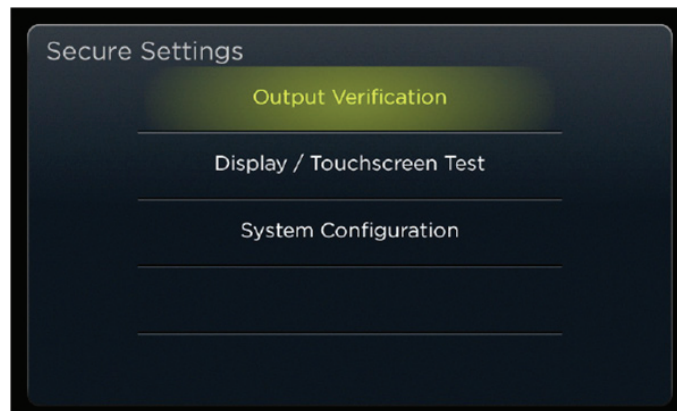 Secure Settings
Output Verification
Display / Touchscreen Test
System Configuration